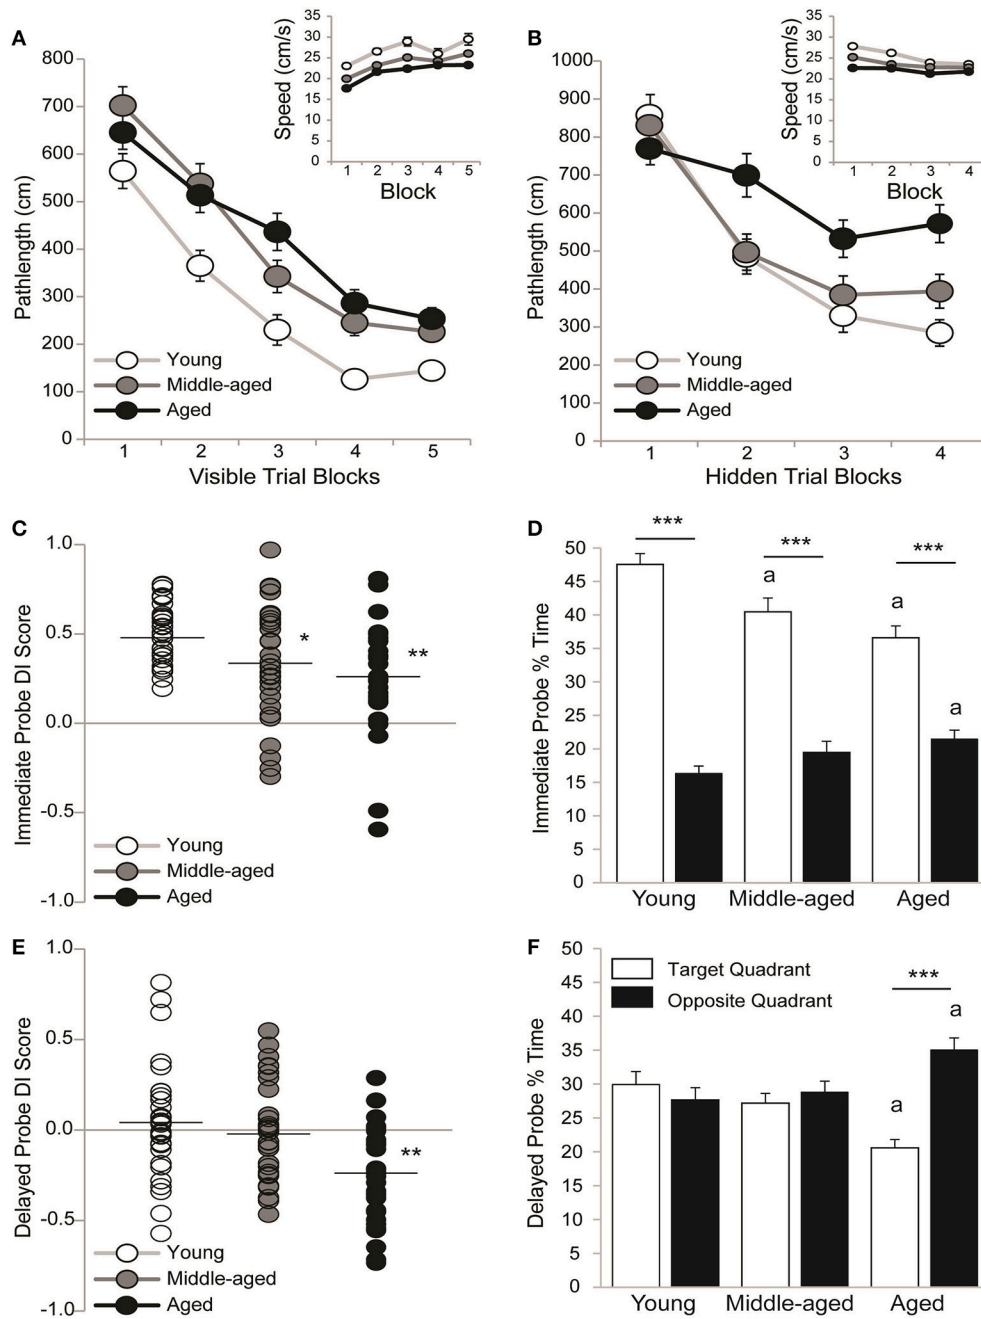 A
Pathlength (cm)
800
700
600
500
400
300
200
100
0
1 2 3 4 5
Visible Trial Blocks
Young
Middle-aged
Aged
Speed (cm/s)
35
30
25
20
25
10
5
0
1 2 3 4 5
Block
B
Pathlength (cm)
1000
900
800
700
600
500
400
300
200
100
0
1 2 3 4
Hidden Trial Blocks
Young
Middle-aged
Aged
Speed (cm/s)
35
30
25
20
25
10
5
0
1 2 3 4
Block
C
Immediate Probe DI Score
1.0
0.5
0.0
-0.5
-1.0
*
**
Young
Middle-aged
Aged
D
Immediate Probe % Time
50
45
40
35
30
25
20
15
10
5
0
***
***
***
a
a
a
Young Middle-aged Aged
E
Delayed Probe DI Score
1.0
0.5
0.0
-0.5
-1.0
**
Young
Middle-aged
Aged
F
Delayed Probe % Time
50
45
40
35
30
25
20
15
10
5
0
Target Quadrant
Opposite Quadrant
***
a
a
Young Middle-aged Aged